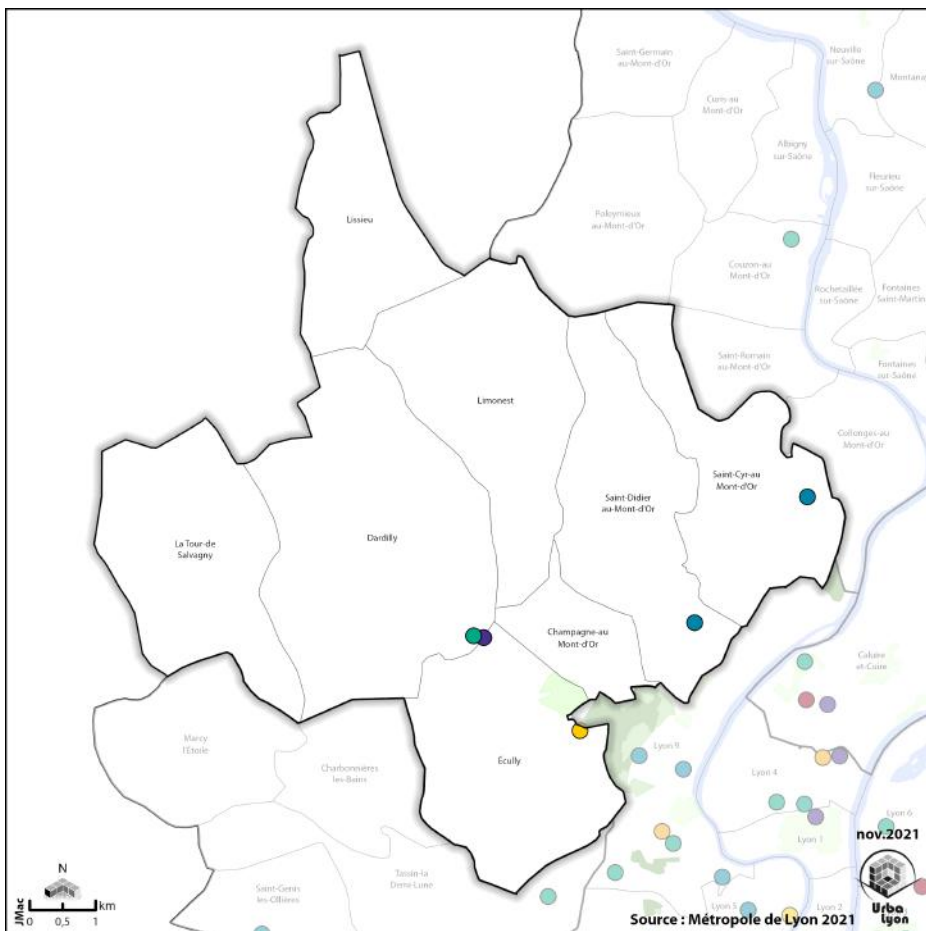 Saint-Germain
au-Mont-d'Or
Neuville
sur-Saône
Montanay
Curis-au
Mont-d'Or
Albigny
sur-Saône
Fleurieu
sur-Saône
Lissieu
Poleymieux
au-Mont-d'Or
Couzon-au
Mont-d'Or
Rochetaillée
sur-Saône
Fontaines
Saint-Martin
Saint-Romain
au-Mont-d'Or
Fontaines
sur-Saône
Limonest
Collonges-au
Mont-d'Or
Saint-Cyr-au
Mont-d'Or
Saint-Didier
au-Mont-d'Or
Dardilly
La Tour-de
Salvagny
Champagne-au
Mont-d'Or
Caluire
et-Cuire
Marcy
l'Etoile
Charbonnières
les-Bains
Écully
Lyon 9
Lyon 4
Lyon 6
Lyon 1
nov.2021
Tassin-la
Demi-Lune
Saint-Genis
les-Ollières
Lyon 5
Lyon 2
N
JMac
0 0,5 1 km
Source : Métropole de Lyon 2021
Urba
Lyon